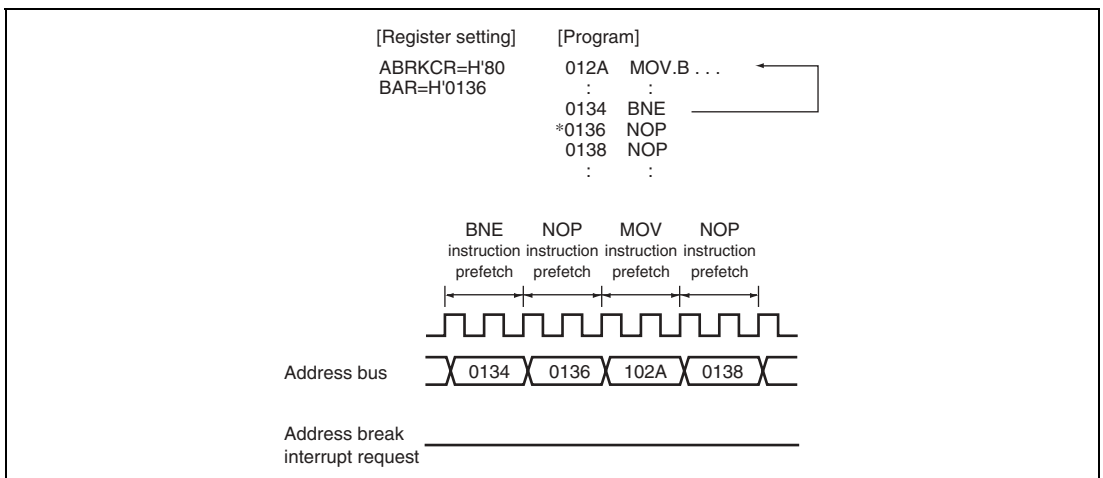 [Register setting] [Program]
ABRKCR=H'80 012A MOV.B . . .
BAR=H'0136 : :
0134 BNE
*0136 NOP
0138 NOP
: :
BNE NOP MOV NOP
instruction instruction instruction instruction
prefetch prefetch prefetch prefetch
Address bus 0134 0136 102A 0138
Address break
interrupt request